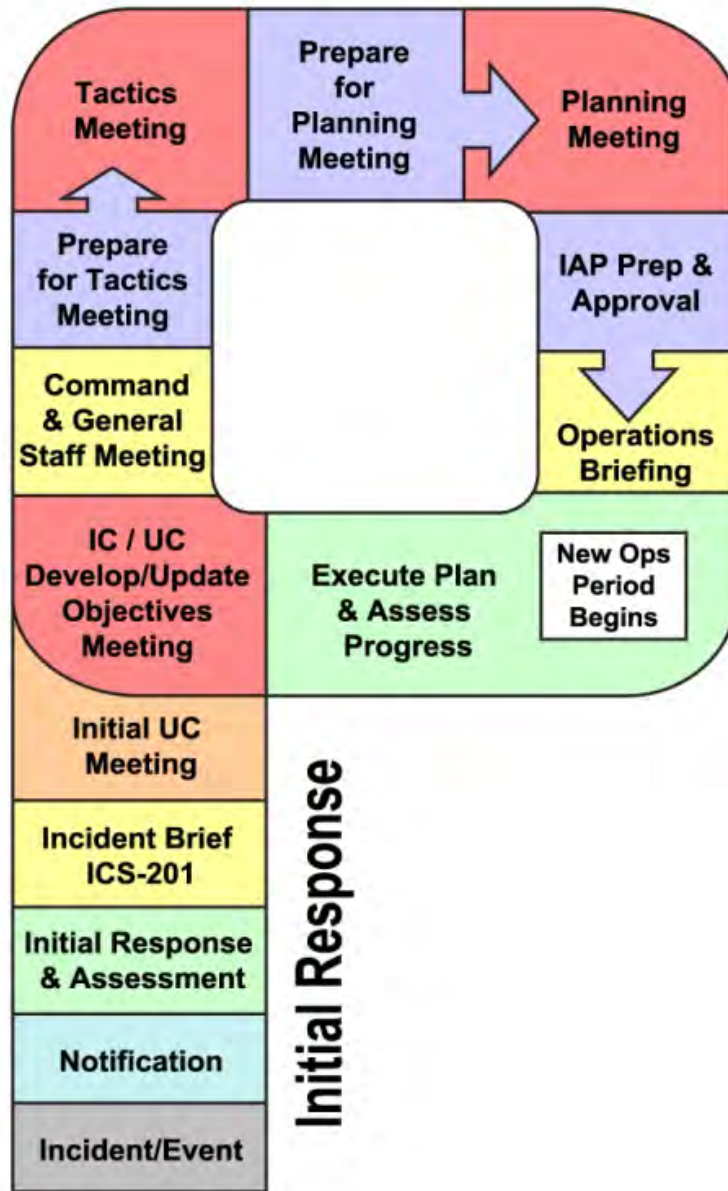 Tactics
Meeting
Prepare
for
Planning
Meeting
Planning
Meeting
Prepare
for Tactics
Meeting
IAP Prep &
Approval
Command
& General
Staff Meeting
Operations
Briefing
IC / UC
Develop/Update
Objectives
Meeting
Execute Plan
& Assess
Progress
New Ops
Period
Begins
Initial UC
Meeting
Incident Brief
ICS-201
Initial Response
& Assessment
Notification
Incident/Event
Initial Response